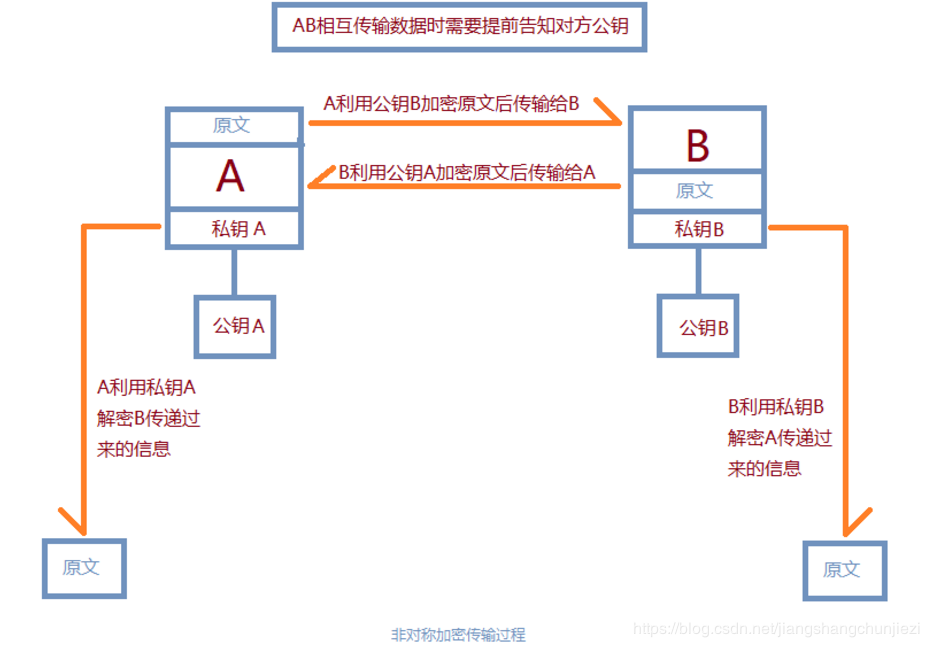 AB相互传输数据时需要提前告知对方公钥
A利用公钥B加密原文后传输给B
原文
A
私钥 A
B利用公钥A加密原文后传输给A
B
原文
私钥B
公钥A
公钥B
A利用私钥A
解密B传递过
来的信息
B利用私钥B
解密A传递过
来的信息
原文
原文
非对称加密传输过程
https://blog.csdn.net/jiangshangchunjiezi